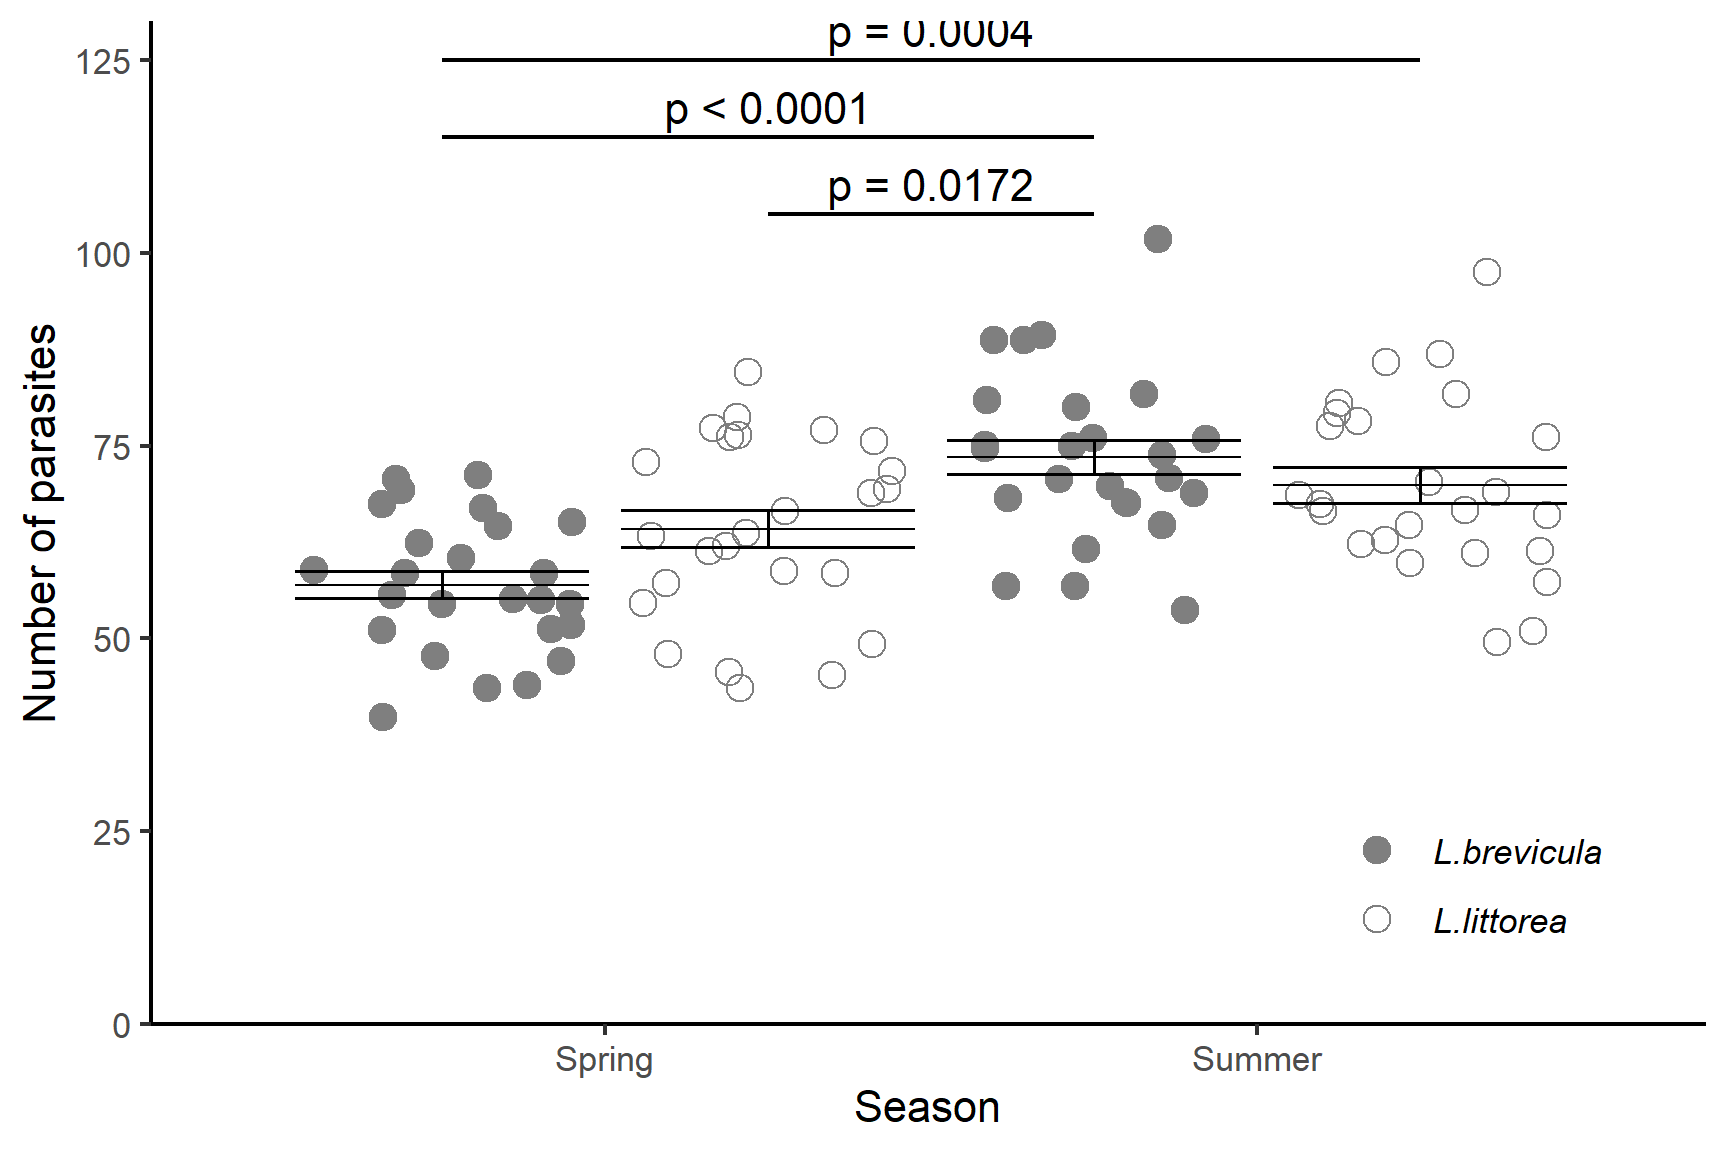 p = 0.0004
p < 0.0001
p = 0.0172
125
100
75
50
25
0
Number of parasites
L.brevicula
L.littorea
Spring
Summer
Season